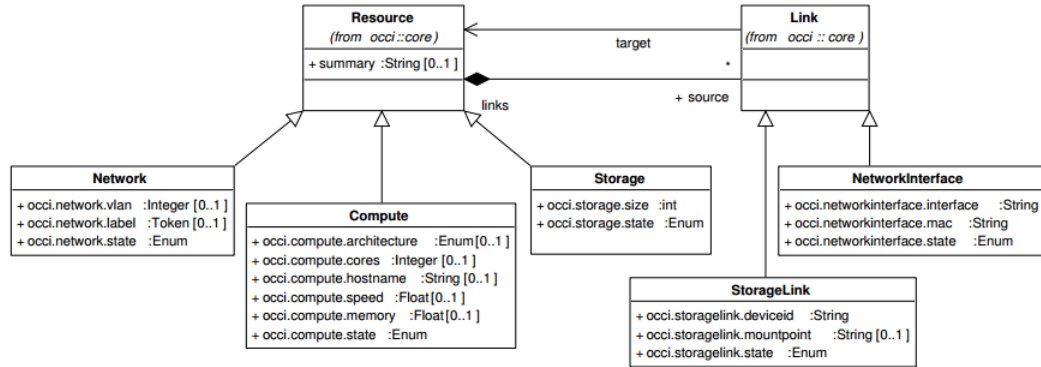 Resource
(from occi::core)
+ summary :String [0..1 ]
Link
(from occi :: core )
target
*
+ source
links
Network
+ occi.network.vlan :Integer [0..1 ]
+ occi.network.label :Token [0..1 ]
+ occi.network.state :Enum
Compute
+ occi.compute.architecture :Enum [0..1 ]
+ occi.compute.cores :Integer [0..1 ]
+ occi.compute.hostname :String [0..1 ]
+ occi.compute.speed :Float [0..1 ]
+ occi.compute.memory :Float [0..1 ]
+ occi.compute.state :Enum
Storage
+ occi.storage.size :int
+ occi.storage.state :Enum
NetworkInterface
+ occi.networkinterface.interface :String
+ occi.networkinterface.mac :String
+ occi.networkinterface.state :Enum
StorageLink
+ occi.storagelink.deviceid :String
+ occi.storagelink.mountpoint :String [0..1 ]
+ occi.storagelink.state :Enum